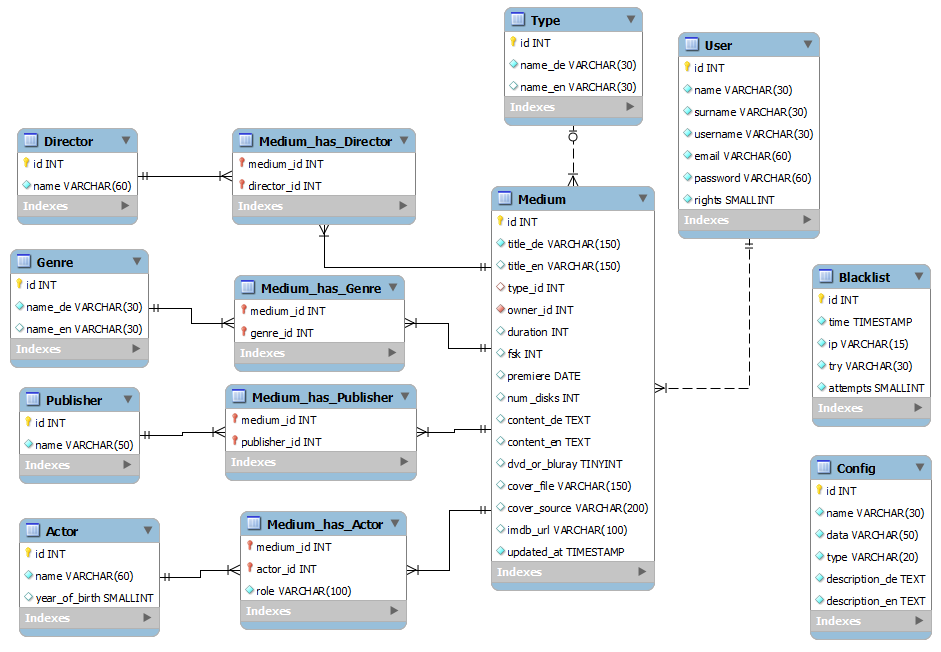 Type
id INT
name_de VARCHAR(30)
name_en VARCHAR(30)
Indexes
User
id INT
name VARCHAR(30)
surname VARCHAR(30)
username VARCHAR(30)
email VARCHAR(60)
password VARCHAR(60)
rights SMALLINT
Indexes
Director
id INT
name VARCHAR(60)
Indexes
Medium_has_Director
medium_id INT
director_id INT
Indexes
Medium
id INT
title_de VARCHAR(150)
title_en VARCHAR(150)
type_id INT
owner_id INT
duration INT
fsk INT
premiere DATE
num_disks INT
content_de TEXT
content_en TEXT
dvd_or_bluray TINYINT
cover_file VARCHAR(150)
cover_source VARCHAR(200)
imdb_url VARCHAR(100)
updated_at TIMESTAMP
Indexes
Genre
id INT
name_de VARCHAR(30)
name_en VARCHAR(30)
Indexes
Medium_has_Genre
medium_id INT
genre_id INT
Indexes
Blacklist
id INT
time TIMESTAMP
ip VARCHAR(15)
try VARCHAR(30)
attempts SMALLINT
Indexes
Publisher
id INT
name VARCHAR(50)
Indexes
Medium_has_Publisher
medium_id INT
publisher_id INT
Indexes
Config
id INT
name VARCHAR(30)
data VARCHAR(50)
type VARCHAR(20)
description_de TEXT
description_en TEXT
Indexes
Actor
id INT
name VARCHAR(60)
year_of_birth SMALLINT
Indexes
Medium_has_Actor
medium_id INT
actor_id INT
role VARCHAR(100)
Indexes